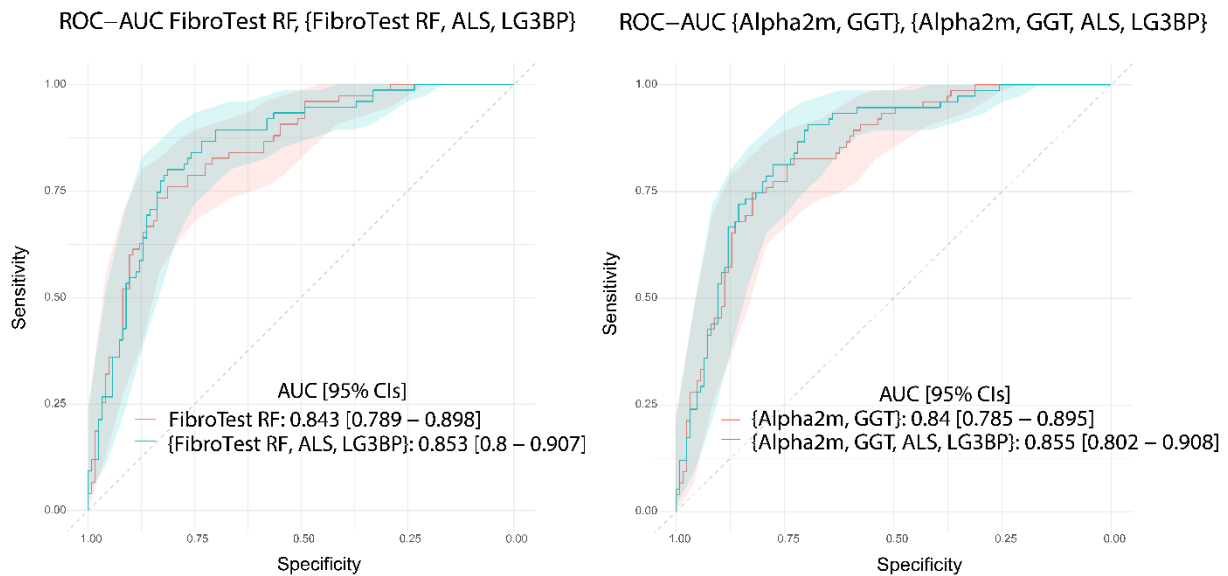 ROC−AUC FibroTest RF, {FibroTest RF, ALS, LG3BP}
1.00
0.75
0.50
0.25
0.00
Sensitivity
AUC [95% CIs]
FibroTest RF: 0.843 [0.789 − 0.898]
{FibroTest RF, ALS, LG3BP}: 0.853 [0.8 − 0.907]
1.00
0.75
0.50
0.25
0.00
Specificity
ROC−AUC {Alpha2m, GGT}, {Alpha2m, GGT, ALS, LG3BP}
1.00
0.75
0.50
0.25
0.00
Sensitivity
AUC [95% CIs]
{Alpha2m, GGT}: 0.84 [0.785 − 0.895]
{Alpha2m, GGT, ALS, LG3BP}: 0.855 [0.802 − 0.908]
1.00
0.75
0.50
0.25
0.00
Specificity